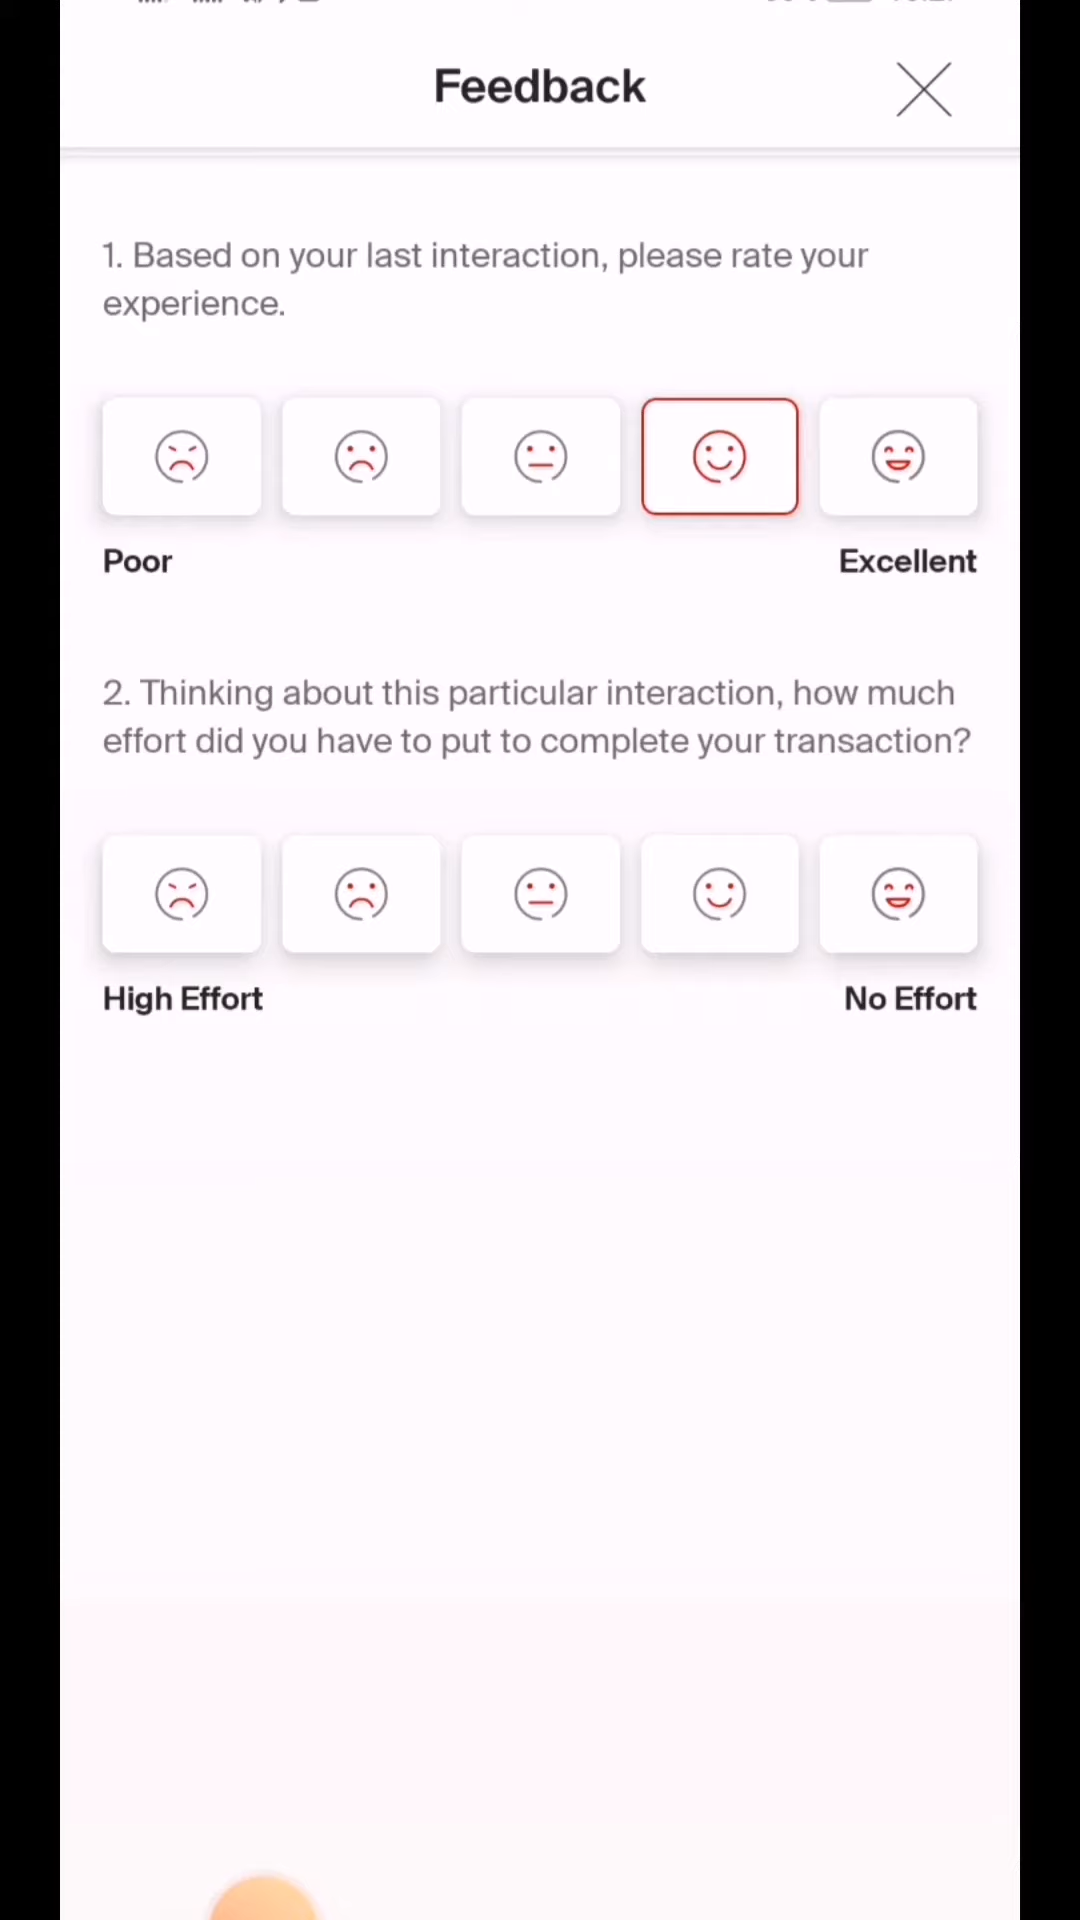 Feedback
1. Based on your last interaction, please rate your
experience.
Poor
Excellent
2. Thinking about this particular interaction, how much
effort did you have to put to complete your transaction?
High Effort
No Effort